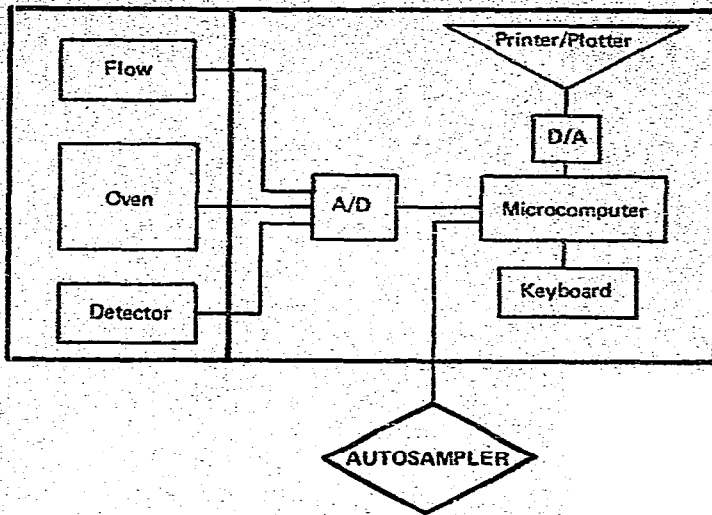 Flow
Printer/Plotter
D/A
Oven
A/D
Microcomputer
Detector
Keyboard
AUTOSAMPLER